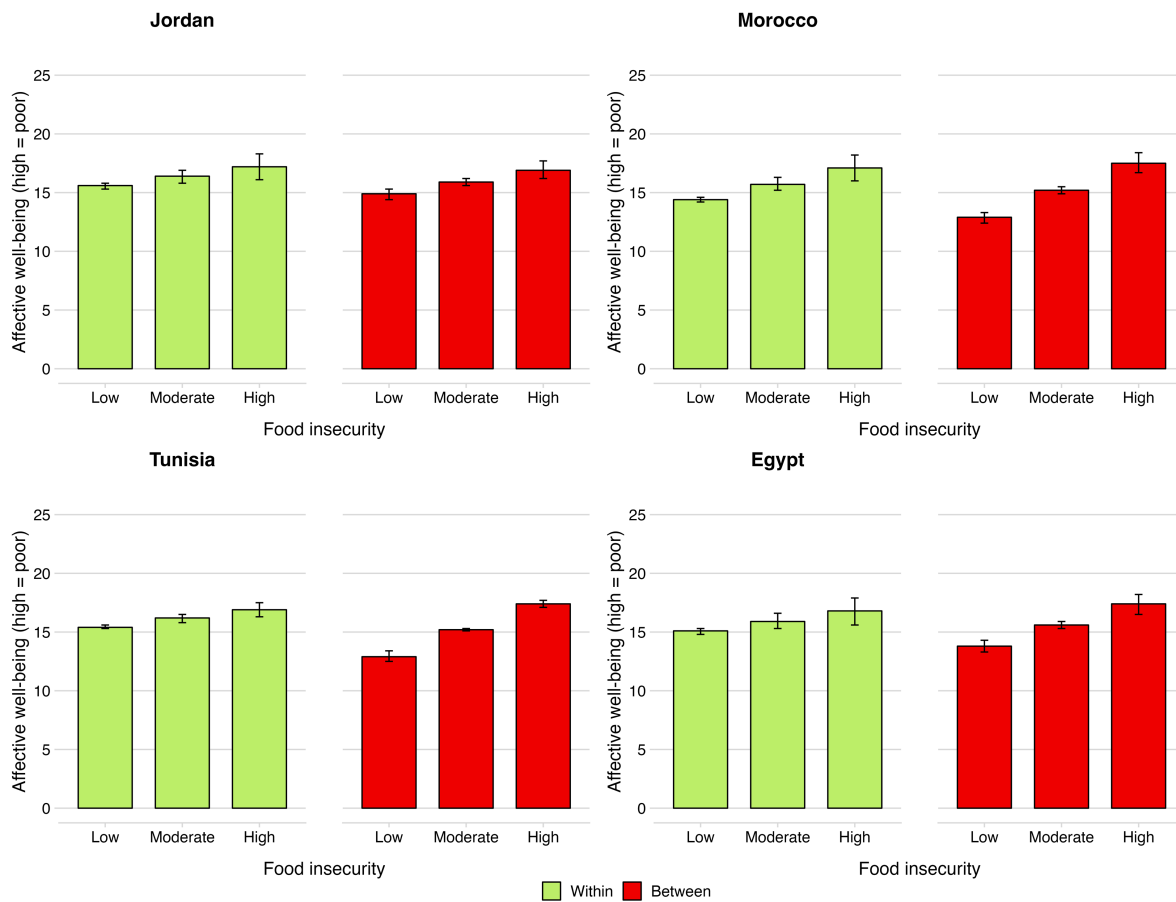 Jordan
Affective well-being (high = poor)
25
20
15
10
5
0
Low Moderate High Low Moderate High
Food insecurity
Morocco
Affective well-being (high = poor)
25
20
15
10
5
0
Low Moderate High Low Moderate High
Food insecurity
Tunisia
Affective well-being (high = poor)
25
20
15
10
5
0
Low Moderate High Low Moderate High
Food insecurity
Egypt
Affective well-being (high = poor)
25
20
15
10
5
0
Low Moderate High Low Moderate High
Food insecurity
Within Between